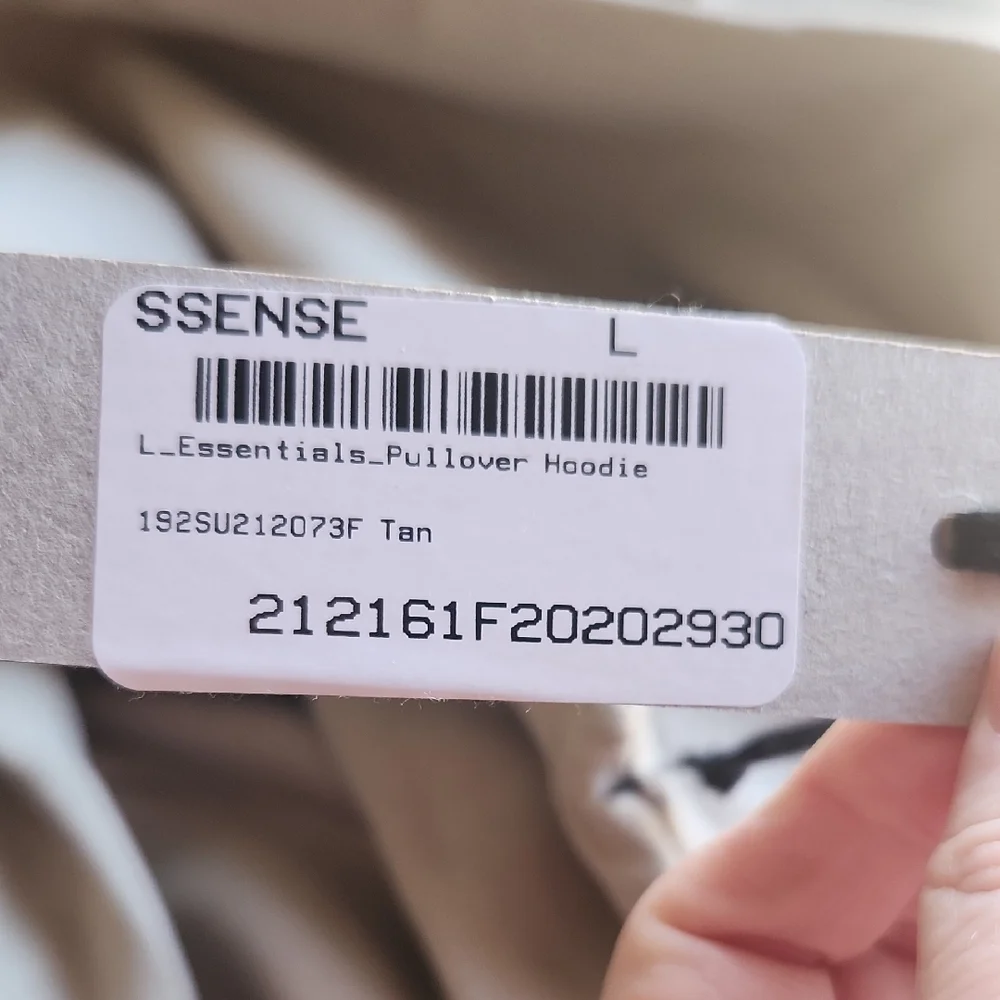 SSENSE L
L_Essentials_Pullover Hoodie
192SU212073F Tan
212161F20202930